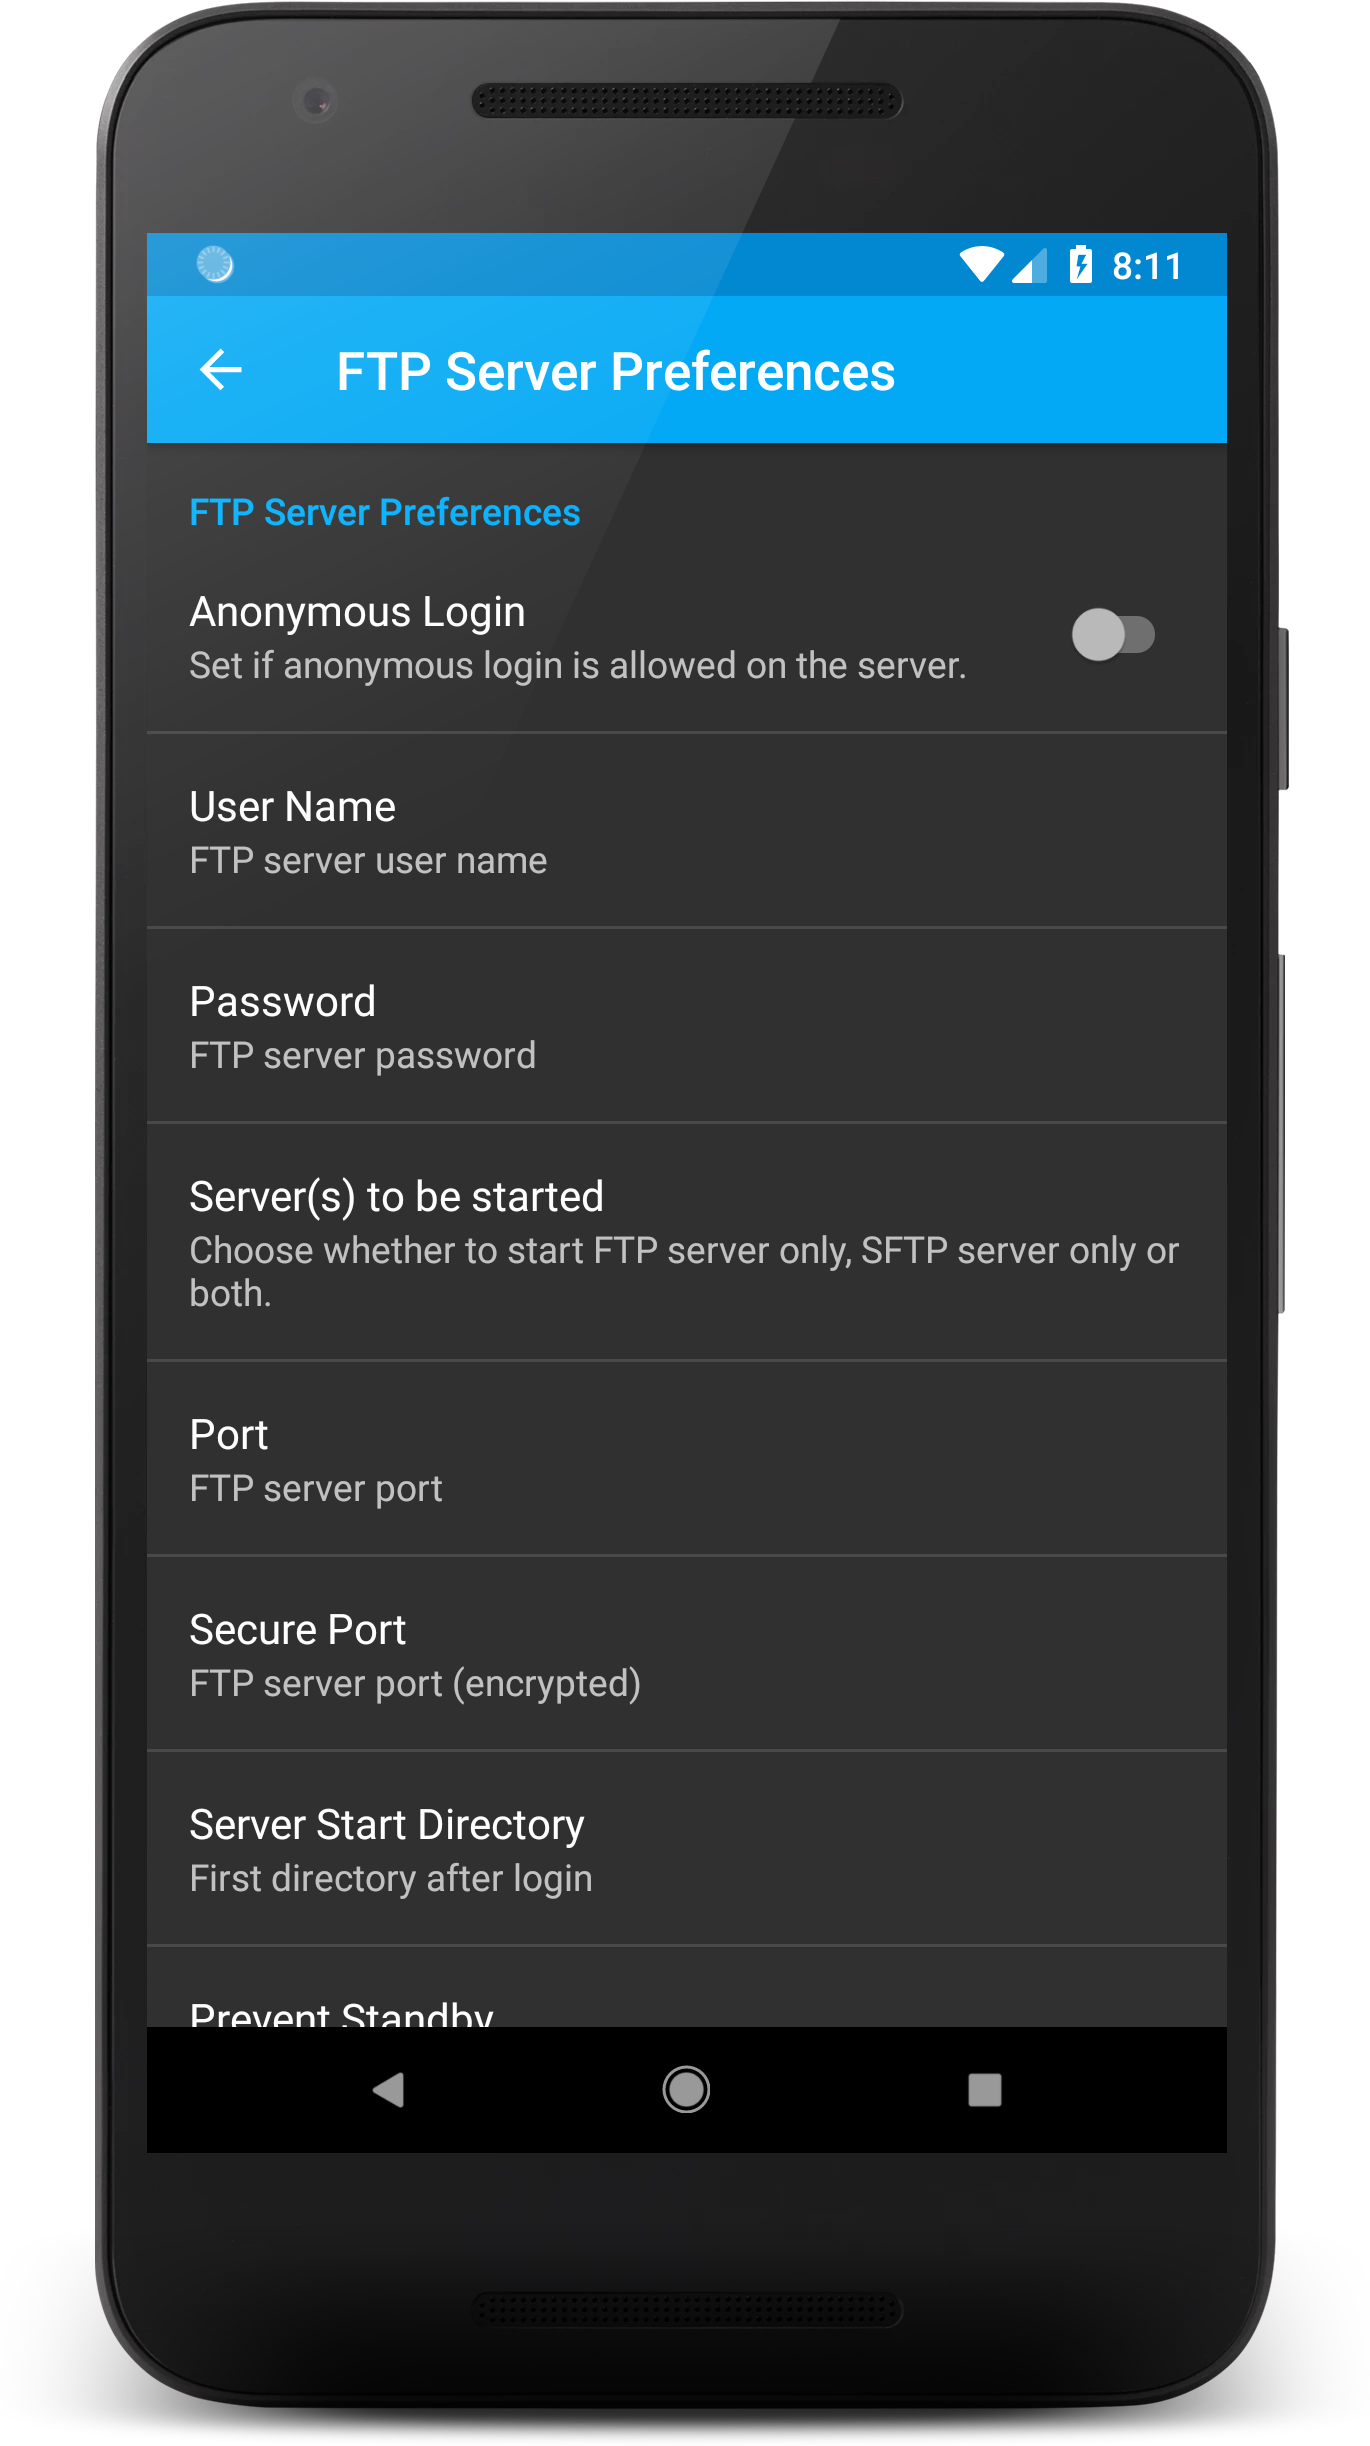 8:11
FTP Server Preferences
FTP Server Preferences
Anonymous Login
Set if anonymous login is allowed on the server.
User Name
FTP server user name
Password
FTP server password
Server(s) to be started
Choose whether to start FTP server only, SFTP server only or
both.
Port
FTP server port
Secure Port
FTP server port (encrypted)
Server Start Directory
First directory after login
Prevent Standby